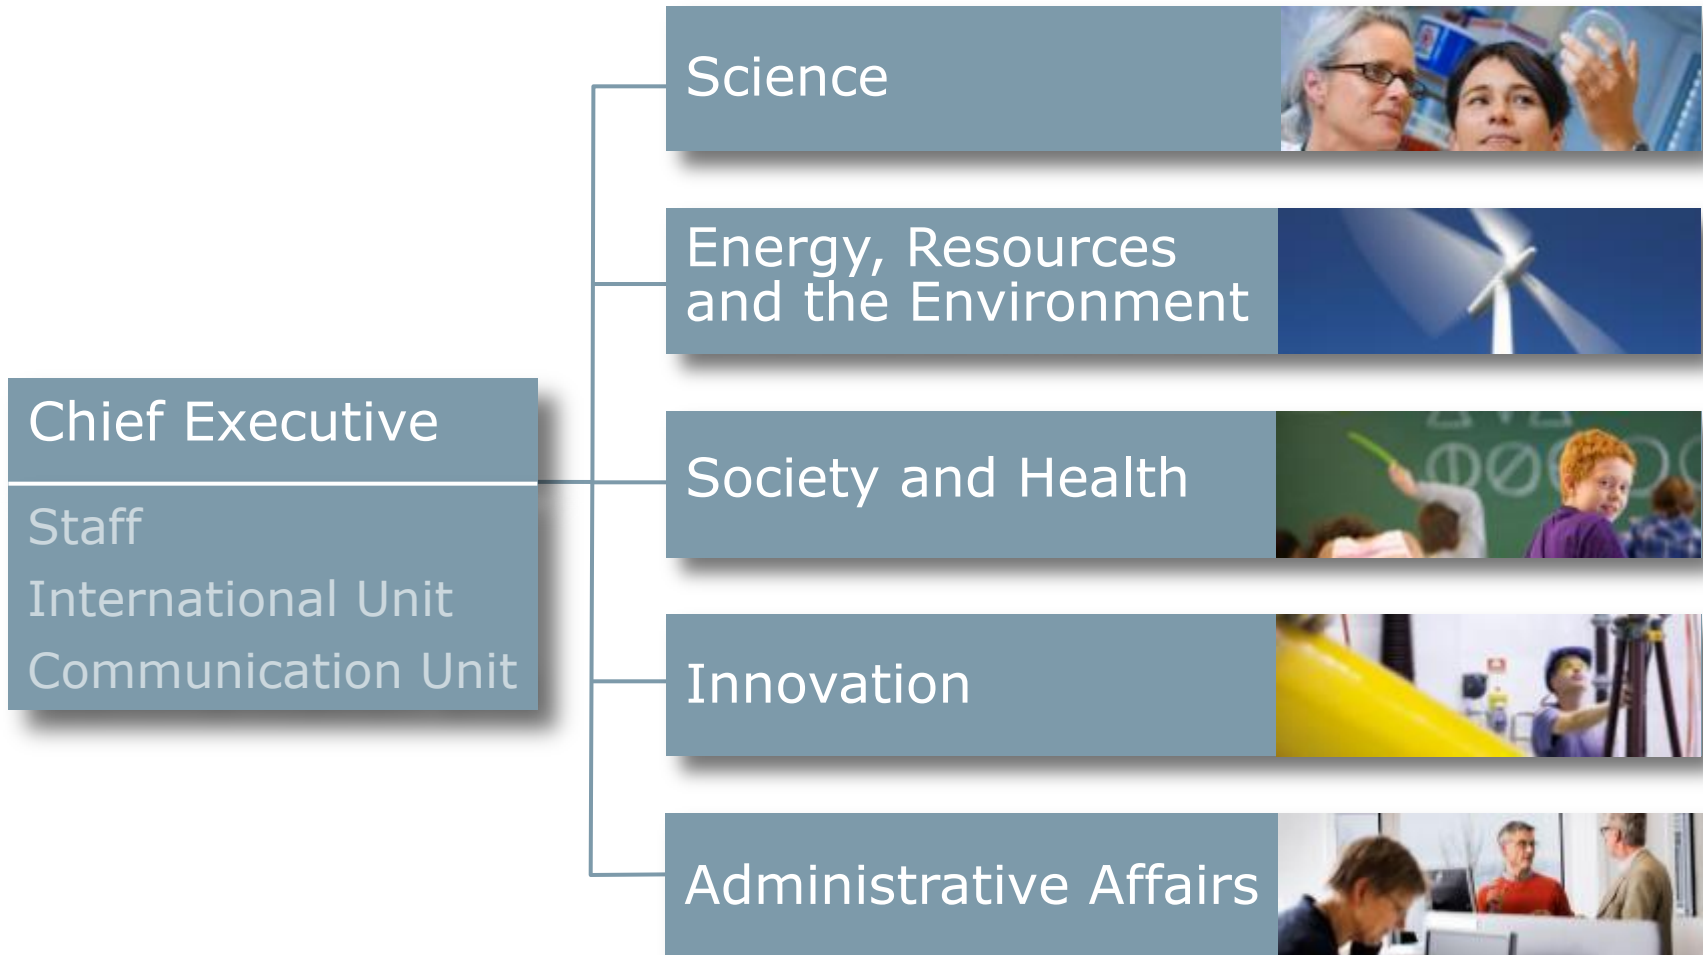 Science
Energy, Resources
and the Environment
Chief Executive
Staff
International Unit
Communication Unit
Society and Health
Innovation
Administrative Affairs